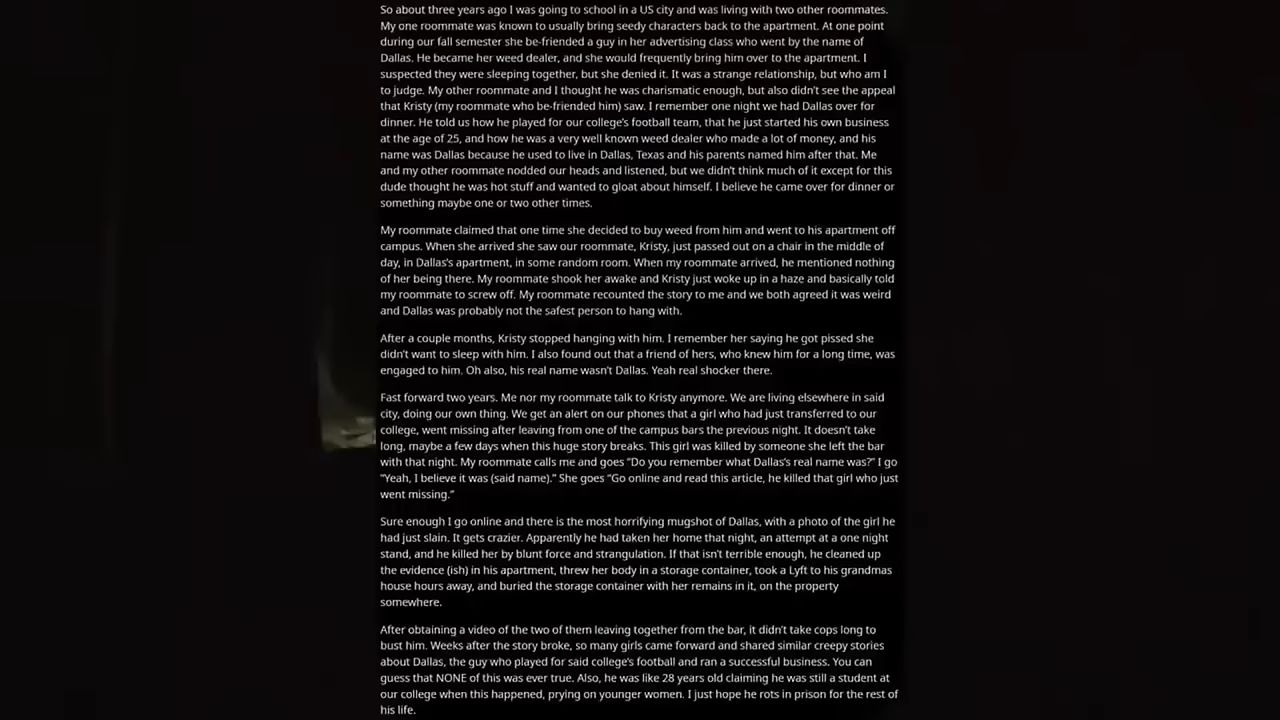 So about three years ago I was going to school in a US city and was living with two other roommates.
My one roommate was known to usually bring seedy characters back to the apartment. At one point
during our fall semester she be-friended a guy in her advertising class who went by the name of
Dallas. He became her weed dealer, and she would frequently bring him over to the apartment. I
suspected they were sleeping together, but she denied it. It was a strange relationship, but who am I
to judge. My other roommate and I thought he was charismatic enough, but also didn't see the appeal
that Kristy (my roommate who be-friended him) saw. I remember one night we had Dallas over for
dinner. He told us how he played for our college's football team, that he just started his own business
at the age of 25, and how he was a very well known weed dealer who made a lot of money, and his
name was Dallas because he used to live in Dallas, Texas and his parents named him after that. Me
and my other roommate nodded our heads and listened, but we didn't think much of it except for this
dude thought he was hot stuff and wanted to gloat about himself. I believe he came over for dinner or
something maybe one or two other times.
My roommate claimed that one time she decided to buy weed from him and went to his apartment off
campus. When she arrived she saw our roommate, Kristy, just passed out on a chair in the middle of
day, in Dallas's apartment, in some random room. When my roommate arrived, he mentioned nothing
of her being there. My roommate shook her awake and Kristy just woke up in a haze and basically told
my roommate to screw off. My roommate recounted the story to me and we both agreed it was weird
and Dallas was probably not the safest person to hang with.
After a couple months, Kristy stopped hanging with him. I remember her saying he got pissed she
didn't want to sleep with him. I also found out that a friend of hers, who knew him for a long time, was
engaged to him. Oh also, his real name wasn't Dallas. Yeah real shocker there.
Fast forward two years. Me nor my roommate talk to Kristy anymore. We are living elsewhere in said
city, doing our own thing. We get an alert on our phones that a girl who had just transferred to our
college, went missing after leaving from one of the campus bars the previous night. It doesn't take
long, maybe a few days when this huge story breaks. This girl was killed by someone she left the bar
with that night. My roommate calls me and goes “Do you remember what Dallas's real name was?” I go
“Yeah, I believe it was (said name).” She goes “Go online and read this article, he killed that girl who just
went missing.”
Sure enough I go online and there is the most horrifying mugshot of Dallas, with a photo of the girl he
had just slain. It gets crazier. Apparently he had taken her home that night, an attempt at a one night
stand, and he killed her by blunt force and strangulation. If that isn't terrible enough, he cleaned up
the evidence (ish) in his apartment, threw her body in a storage container, took a Lyft to his grandmas
house hours away, and buried the storage container with her remains in it, on the property
somewhere.
After obtaining a video of the two of them leaving together from the bar, it didn't take cops long to
bust him. Weeks after the story broke, so many girls came forward and shared similar creepy stories
about Dallas, the guy who played for said college's football and ran a successful business. You can
guess that NONE of this was ever true. Also, he was like 28 years old claiming he was still a student at
our college when this happened, prying on younger women. I just hope he rots in prison for the rest of
his life.